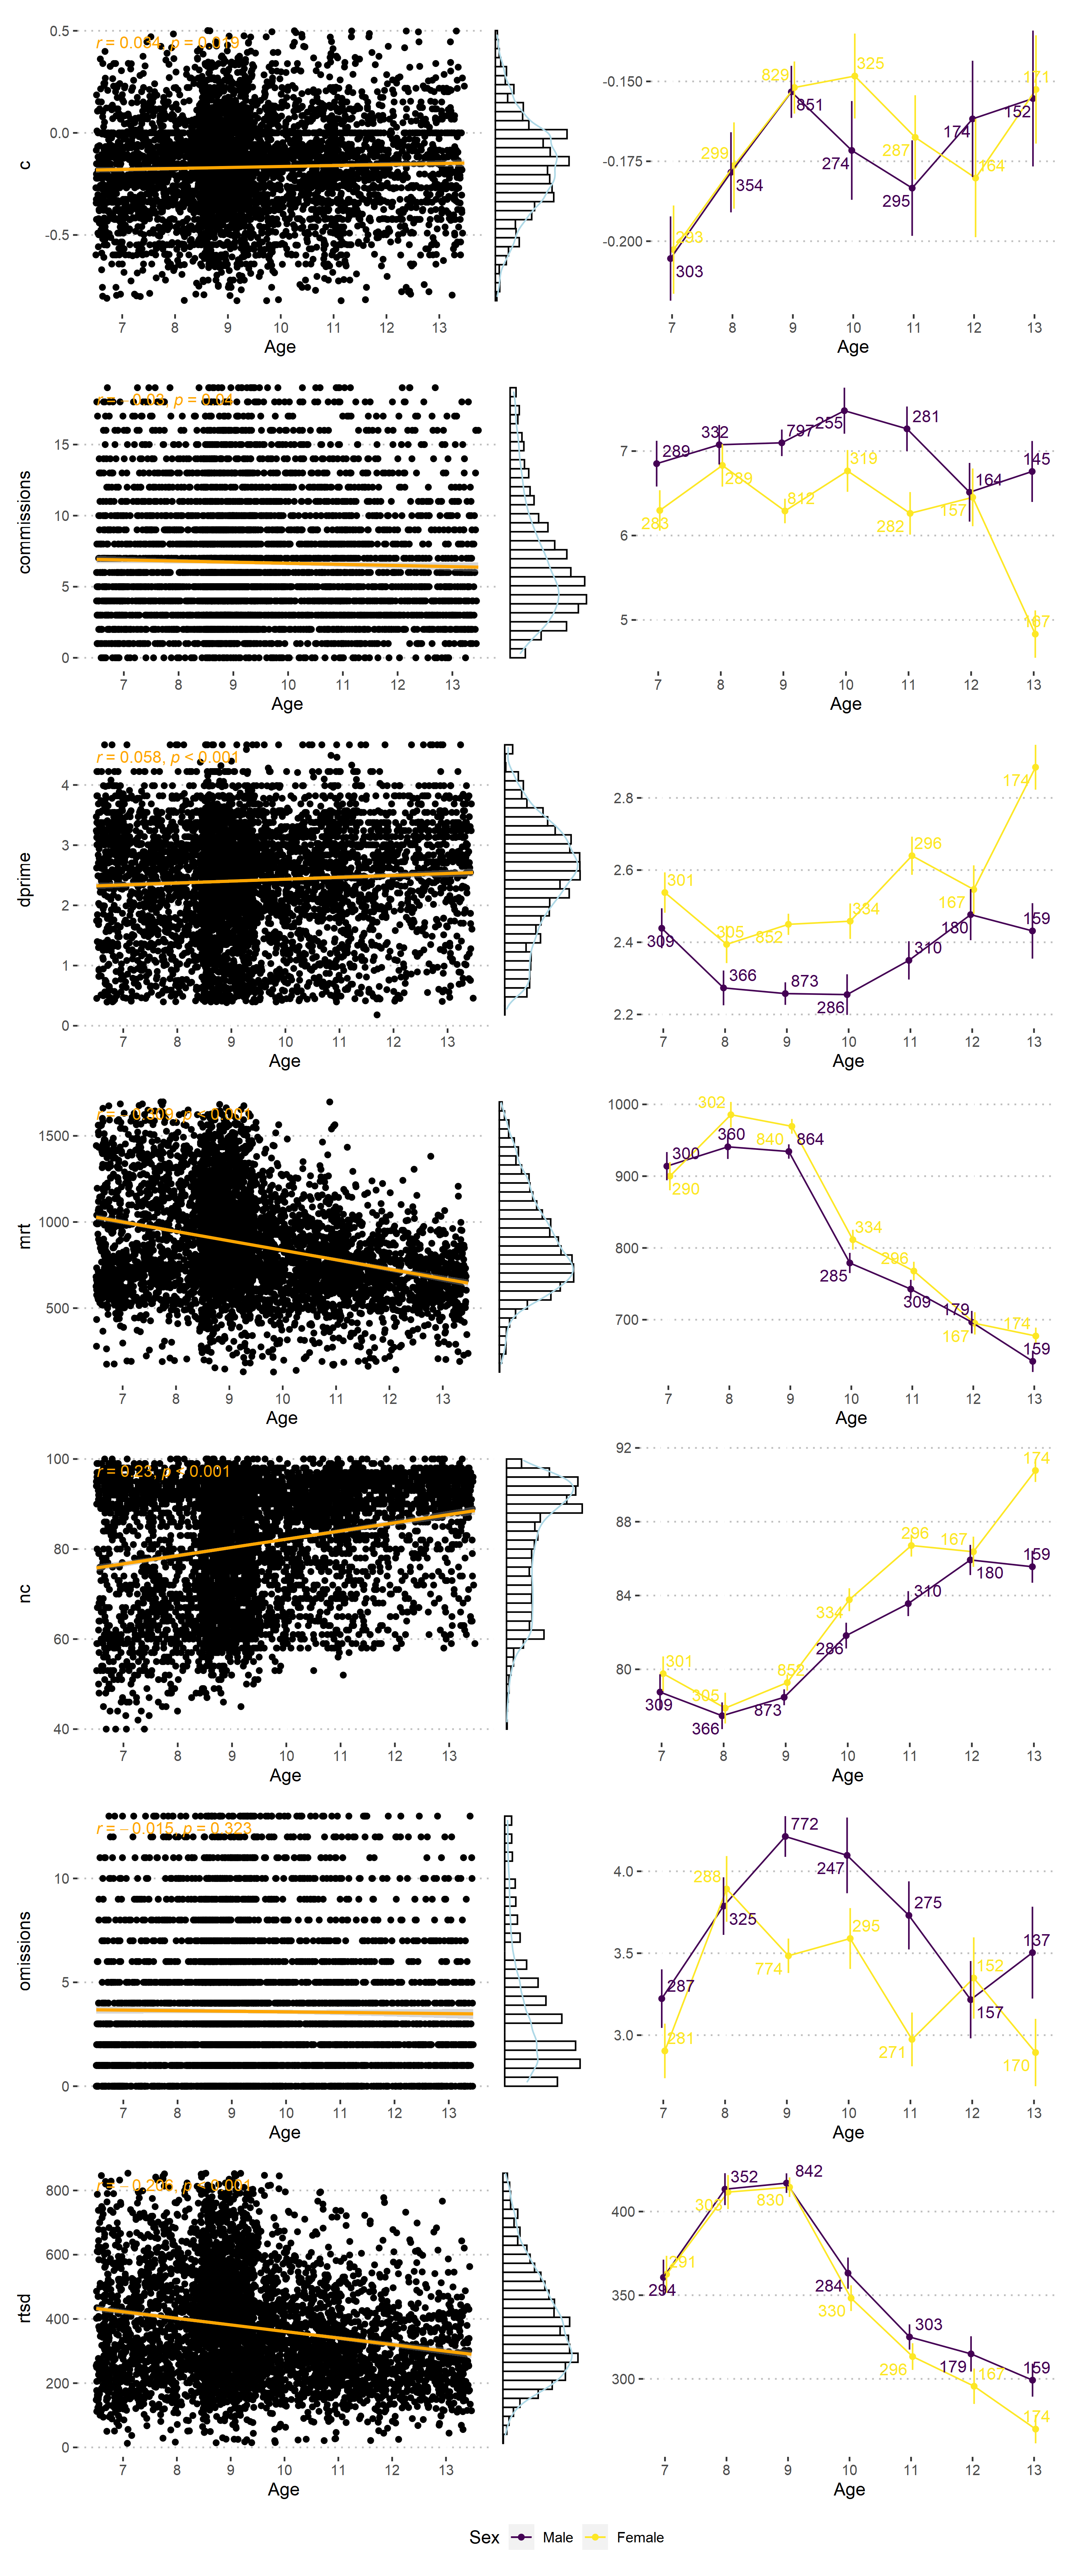 r = 0.034, p = 0.019
0.5
0.0
-0.5
c
7 8 9 10 11 12 13
Age
-0.150
-0.175
-0.200
829 325 171
851 152
299 287 174
354 274 164
293 295
303
7 8 9 10 11 12 13
Age
r = − 0.03, p = 0.04
15
10
5
0
commissions
7 8 9 10 11 12 13
Age
7
6
5
289 332 797 255 281 164 145
283 289 812 319 282 157 167
7 8 9 10 11 12 13
Age
r = 0.058, p < 0.001
4
3
2
1
0
dprime
7 8 9 10 11 12 13
Age
2.8
2.6
2.4
2.2
301 305 852 334 296 167 174
309 366 873 286 310 180 159
7 8 9 10 11 12 13
Age
r = − 0.309, p < 0.001
1500
1000
500
mrt
7 8 9 10 11 12 13
Age
1000
900
800
700
302 840 334 296 167 174
290
300 360 864 285 309 179 159
7 8 9 10 11 12 13
Age
r = 0.23, p < 0.001
100
80
60
40
nc
7 8 9 10 11 12 13
Age
92
88
84
80
301 305 852 334 296 167 174
309 366 873 286 310 180 159
7 8 9 10 11 12 13
Age
r = − 0.015, p = 0.323
10
5
0
omissions
7 8 9 10 11 12 13
Age
4.0
3.5
3.0
287 325 772 247 275 157 137
281 288 774 295 271 152 170
7 8 9 10 11 12 13
Age
r = − 0.206, p < 0.001
800
600
400
200
0
rtsd
7 8 9 10 11 12 13
Age
400
350
300
294 352 842 284 303 179 159
291 830 330 296 167 174
7 8 9 10 11 12 13
Age
Sex Male Female